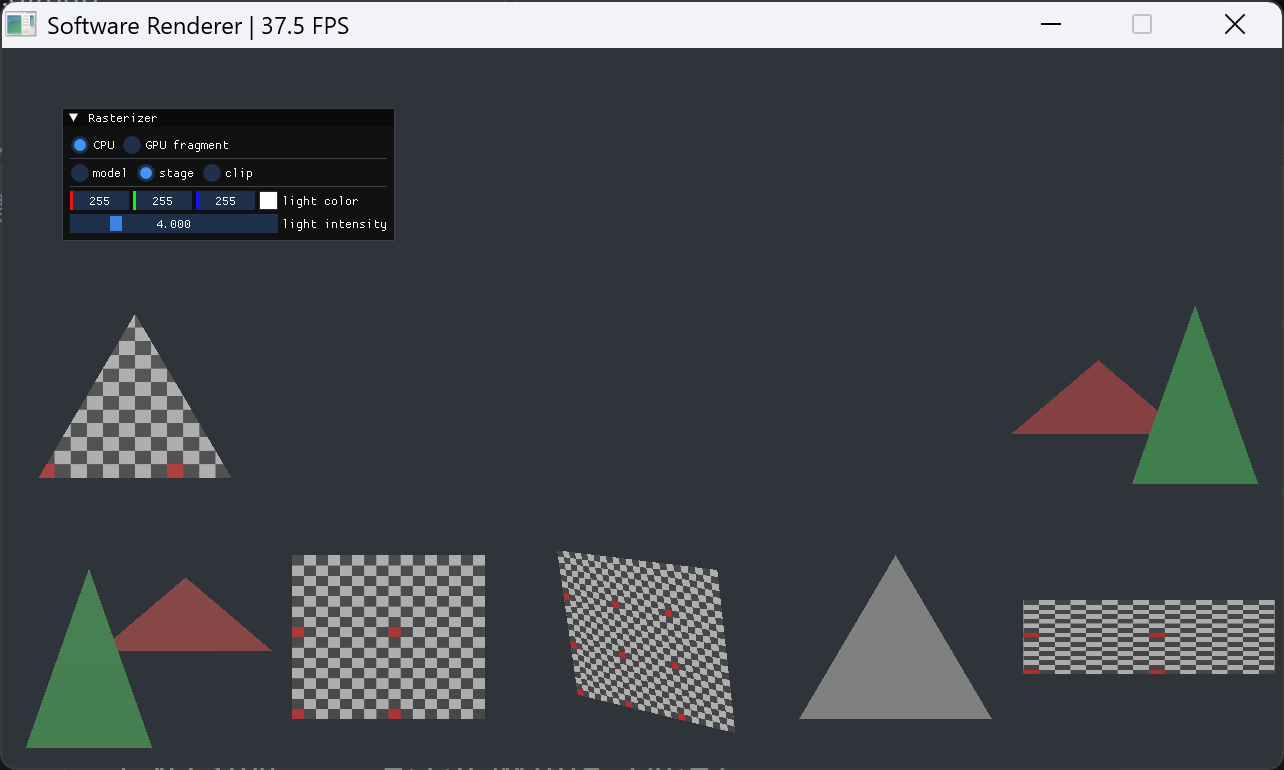 Software Renderer | 37.5 FPS
Rasterizer
CPU GPU fragment
model stage clip
255 255 255 light color
4.000 light intensity